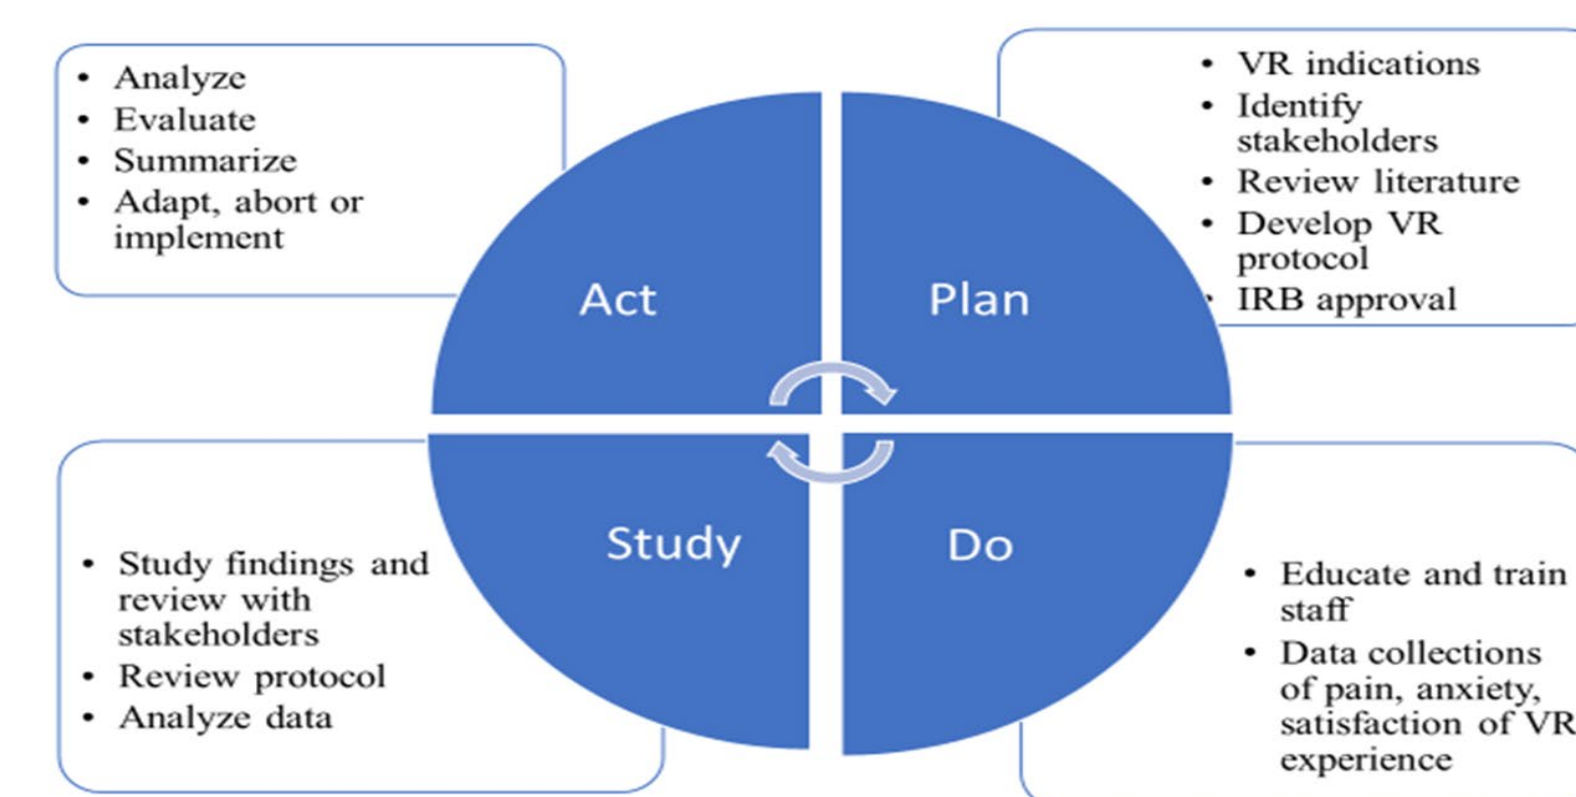 • Analyze
• Evaluate
• Summarize
• Adapt, abort or
implement
Act
• VR indications
• Identify
stakeholders
• Review literature
• Develop VR
protocol
• IRB approval
Plan
• Study findings and
review with
stakeholders
• Review protocol
• Analyze data
Study
Do
• Educate and train
staff
• Data collections
of pain, anxiety,
satisfaction of VR
experience